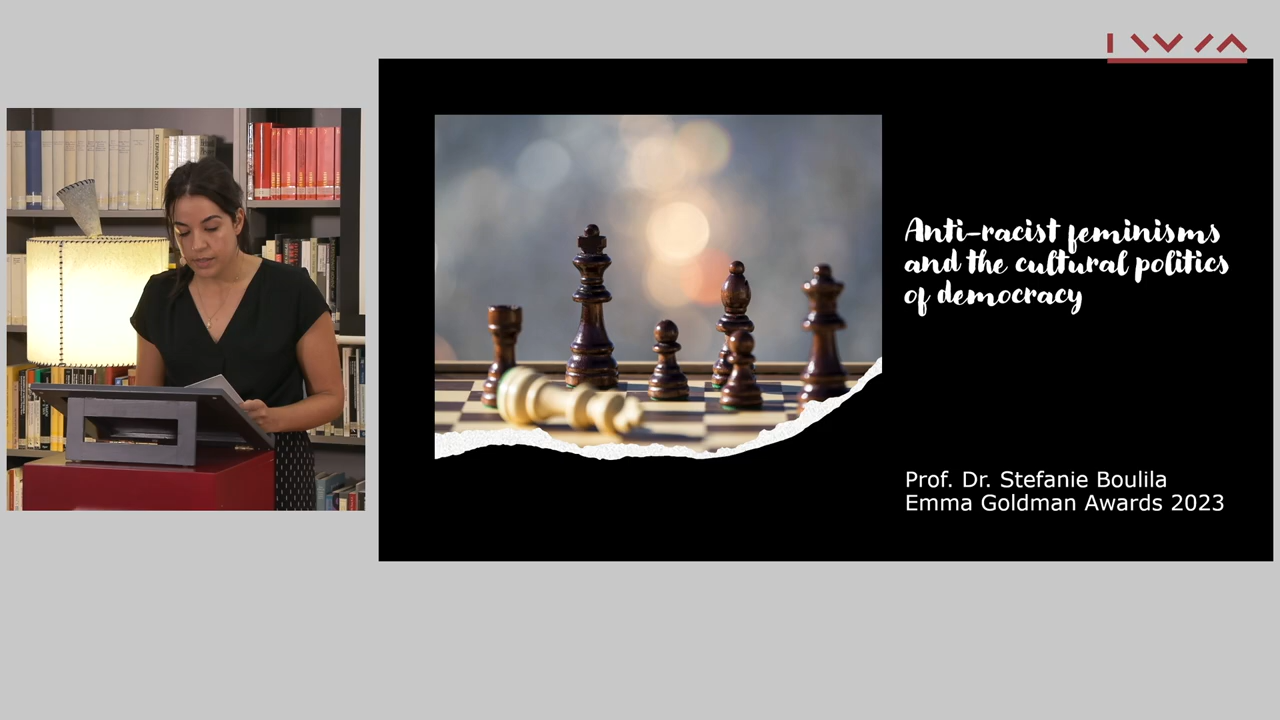 Anti-racist feminisms
and the cultural politics
of democracy
Prof. Dr. Stefanie Boulila
Emma Goldman Awards 2023